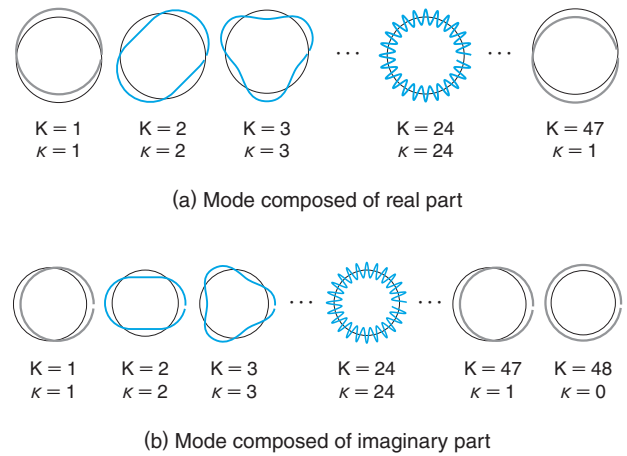 ... ...
K = 1 K = 2 K = 3 K = 24 K = 47
κ = 1 κ = 2 κ = 3 κ = 24 κ = 1
(a) Mode composed of real part
... ...
K = 1 K = 2 K = 3 K = 24 K = 47 K = 48
κ = 1 κ = 2 κ = 3 κ = 24 κ = 1 κ = 0
(b) Mode composed of imaginary part